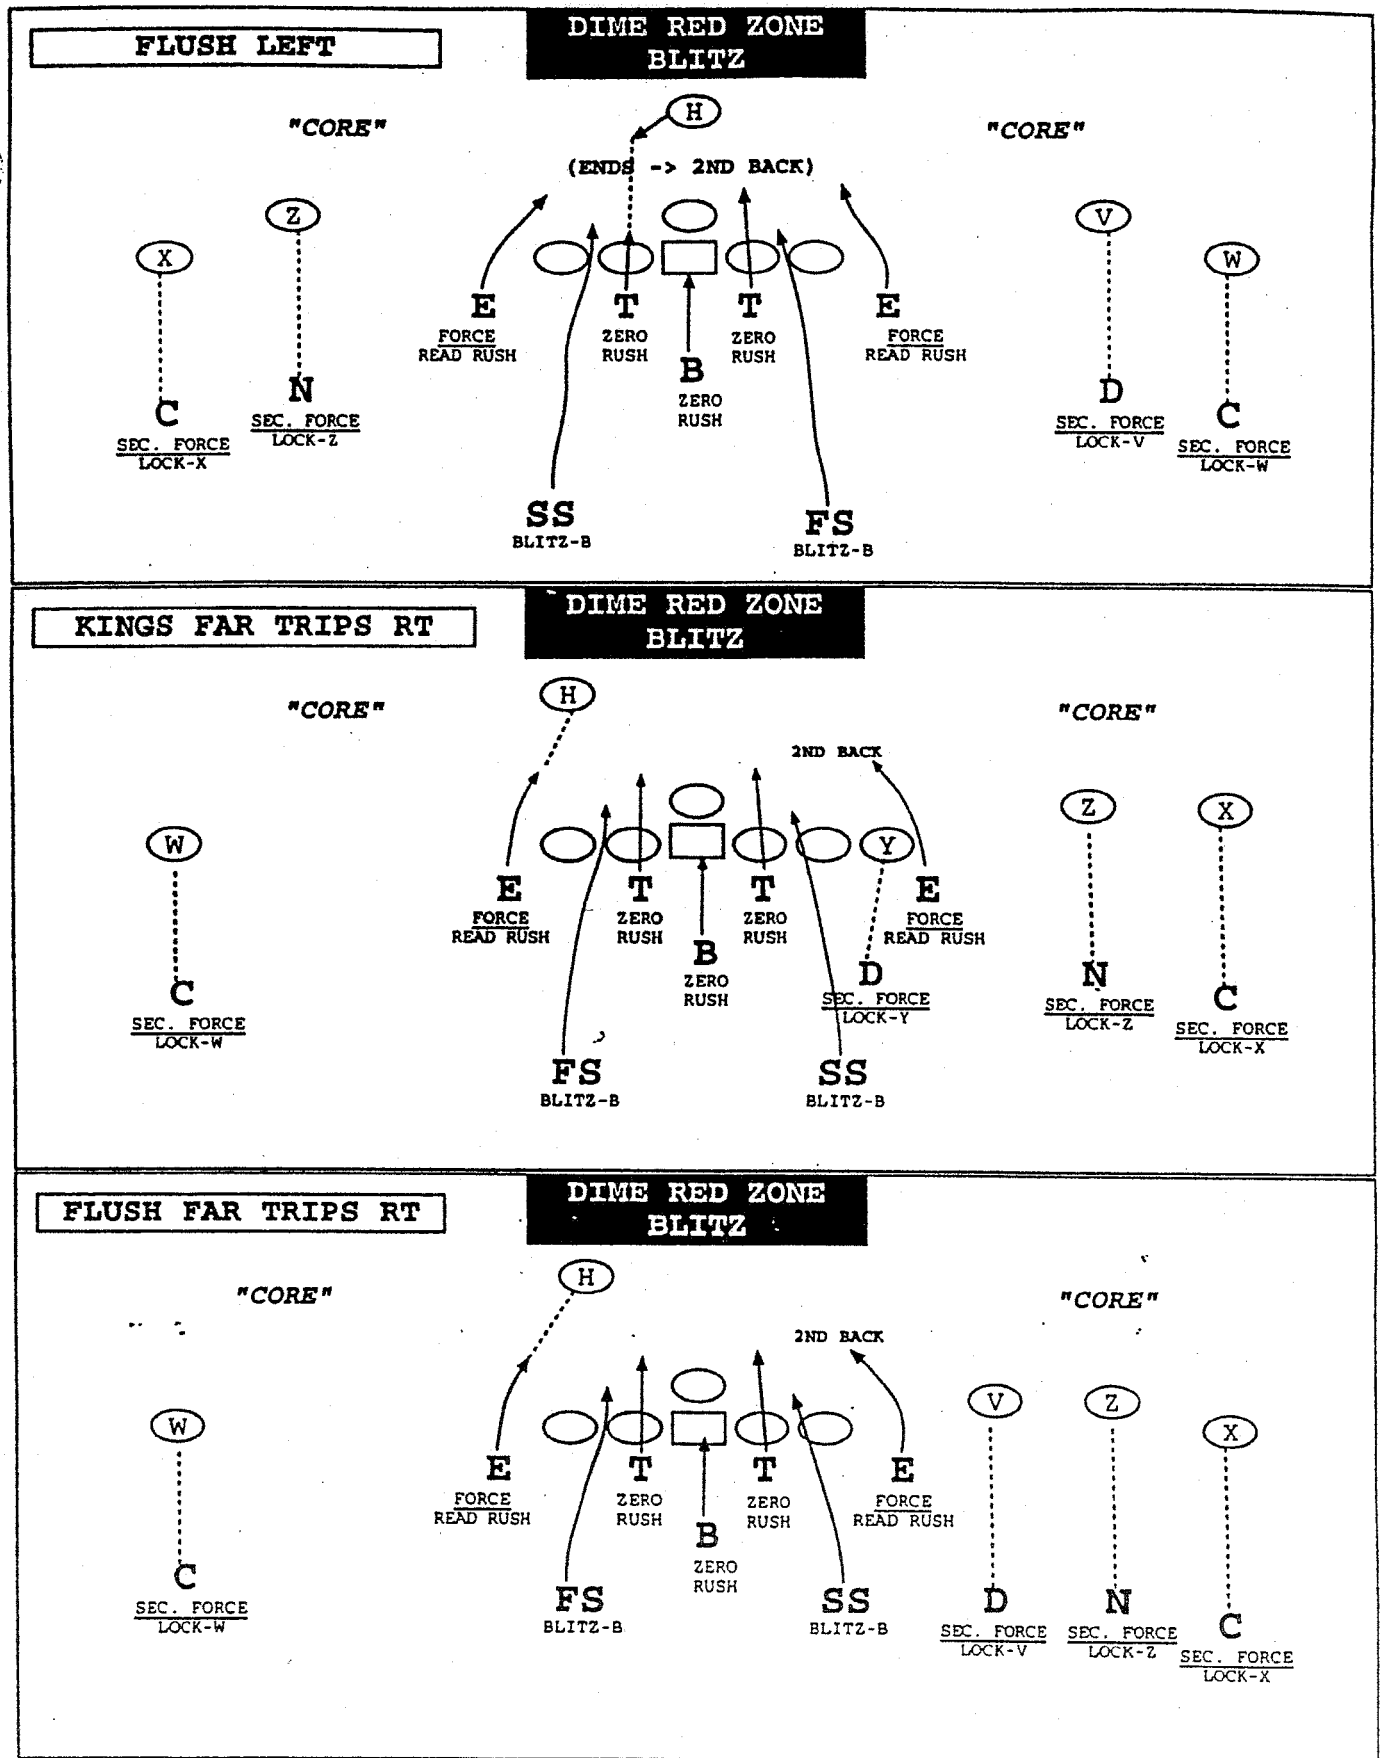 FLUSH LEFT
DIME RED ZONE
BLITZ
"CORE"
H
"CORE"
(ENDS -> 2ND BACK)
X
Z
V
W
E
FORCE
READ RUSH
T
ZERO
RUSH
T
ZERO
RUSH
E
FORCE
READ RUSH
B
ZERO
RUSH
C
SEC. FORCE
LOCK-X
N
SEC. FORCE
LOCK-Z
D
SEC. FORCE
LOCK-V
C
SEC. FORCE
LOCK-W
SS
BLITZ-B
FS
BLITZ-B
KINGS FAR TRIPS RT
DIME RED ZONE
BLITZ
"CORE"
H
"CORE"
2ND BACK
W
Y
Z
X
E
FORCE
READ RUSH
T
ZERO
RUSH
T
ZERO
RUSH
E
FORCE
READ RUSH
B
ZERO
RUSH
C
SEC. FORCE
LOCK-W
D
SEC. FORCE
LOCK-Y
N
SEC. FORCE
LOCK-Z
C
SEC. FORCE
LOCK-X
FS
BLITZ-B
SS
BLITZ-B
FLUSH FAR TRIPS RT
DIME RED ZONE
BLITZ
"CORE"
H
"CORE"
2ND BACK
W
V
Z
X
E
FORCE
READ RUSH
T
ZERO
RUSH
T
ZERO
RUSH
E
FORCE
READ RUSH
B
ZERO
RUSH
C
SEC. FORCE
LOCK-W
FS
BLITZ-B
SS
BLITZ-B
D
SEC. FORCE
LOCK-V
N
SEC. FORCE
LOCK-Z
C
SEC. FORCE
LOCK-X